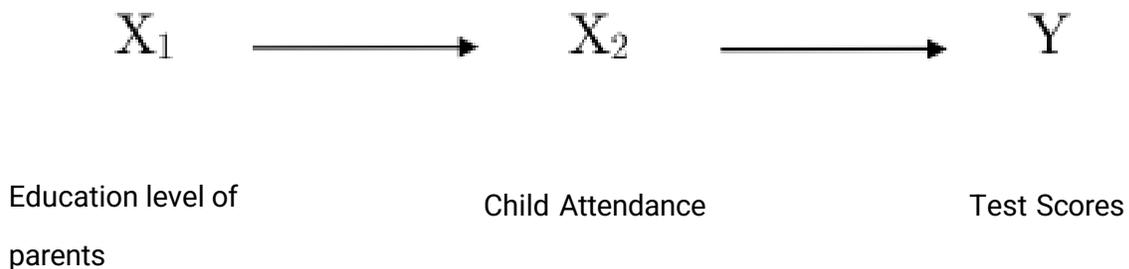 X₁ X₂ Y
Education level of
parents
Child Attendance
Test Scores